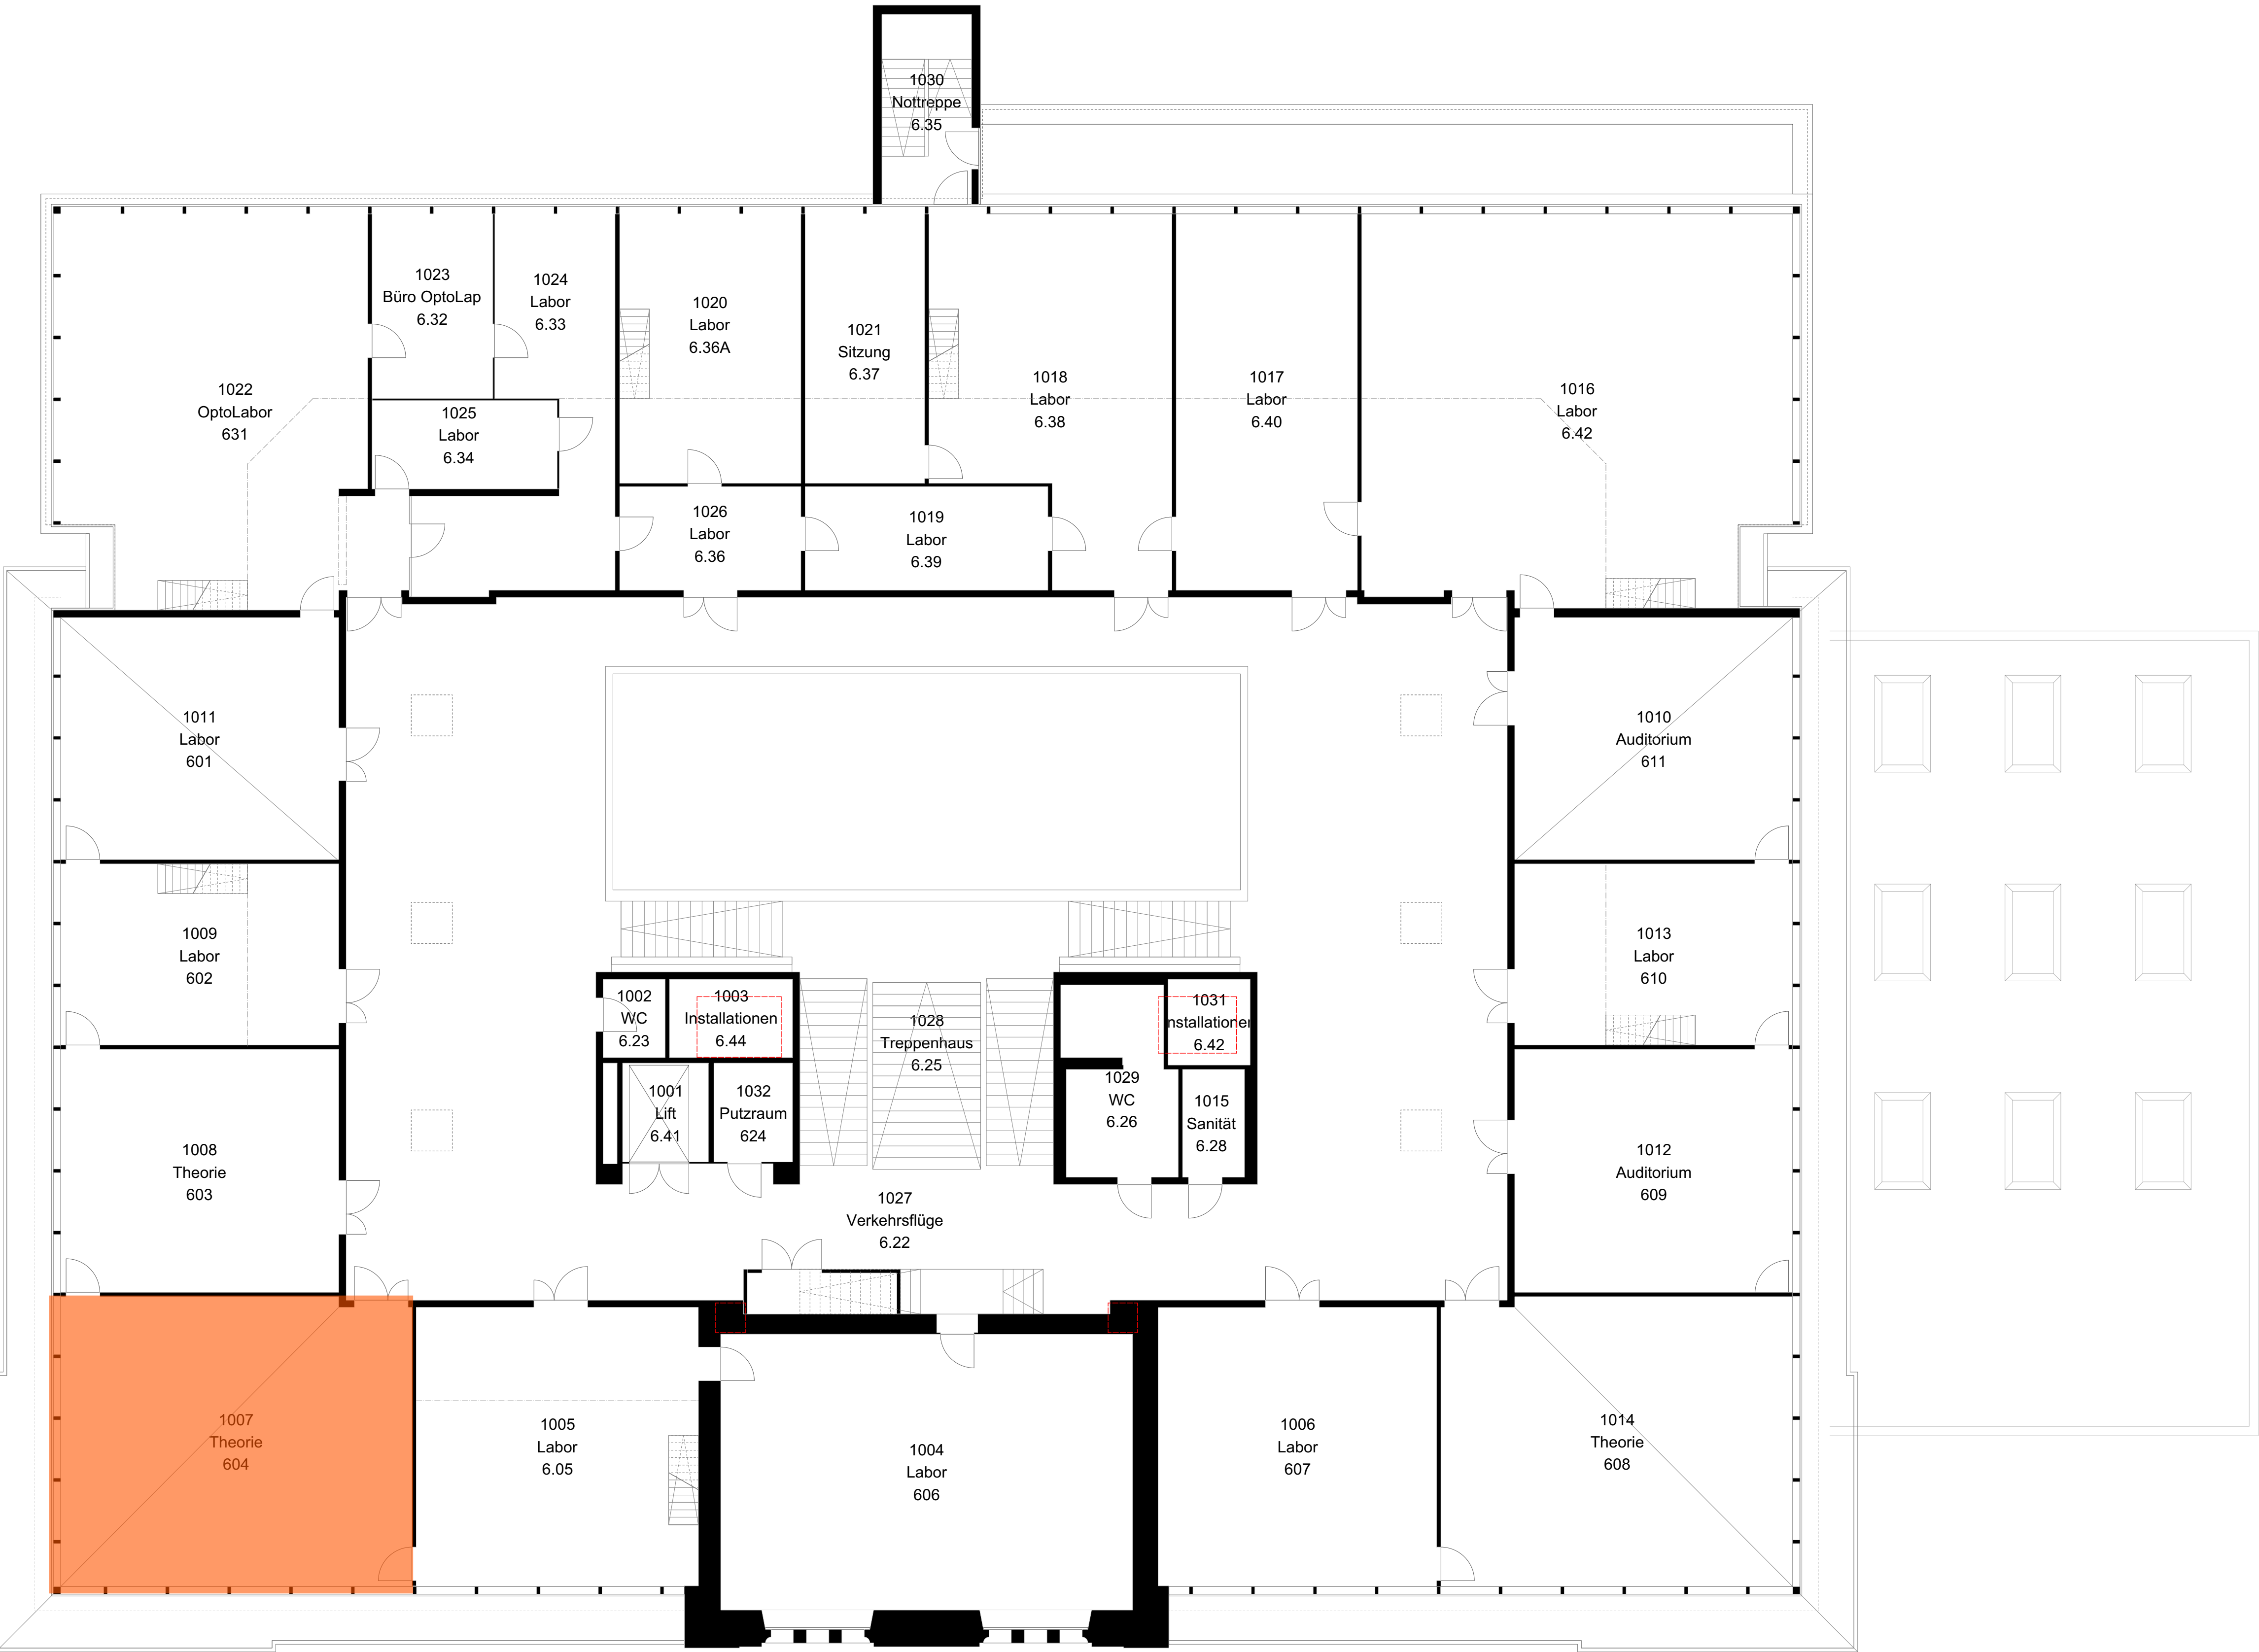 1030
Nottreppe
6.35
1023
Büro OptoLap
6.32
1024
Labor
6.33
1020
Labor
6.36A
1021
Sitzung
6.37
1022
OptoLabor
631
1025
Labor
6.34
1018
Labor
6.38
1017
Labor
6.40
1016
Labor
6.42
1026
Labor
6.36
1019
Labor
6.39
1011
Labor
601
1010
Auditorium
611
1009
Labor
602
1013
Labor
610
1002
WC
6.23
1003
Installationen
6.44
1028
Treppenhaus
6.25
1031
nstallationen
6.42
1001
Lift
6.41
1032
Putzraum
624
1029
WC
6.26
1015
Sanität
6.28
1008
Theorie
603
1012
Auditorium
609
1027
Verkehrsflüge
6.22
1007
Theorie
604
1005
Labor
6.05
1004
Labor
606
1006
Labor
607
1014
Theorie
608